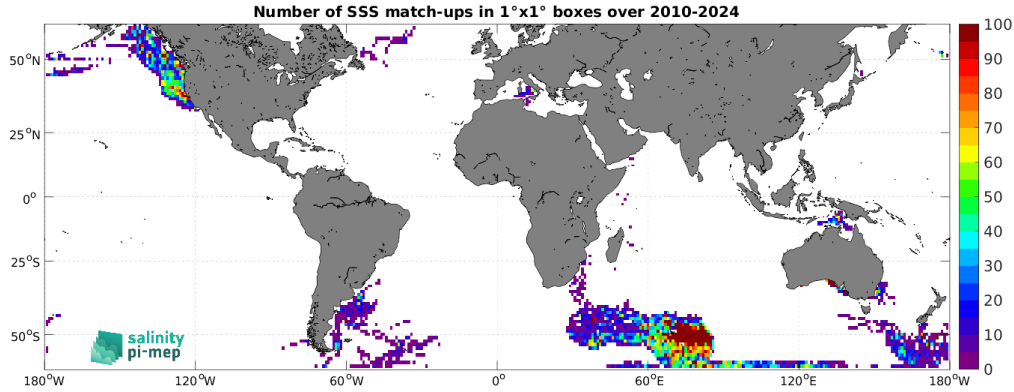 Number of SSS match-ups in 1°x1° boxes over 2010-2024
50°N
25°N
0°
25°S
50°S
180°W
120°W
60°W
0°
60°E
120°E
180°W
100
90
80
70
60
50
40
30
20
10
0
salinity
pi-mep